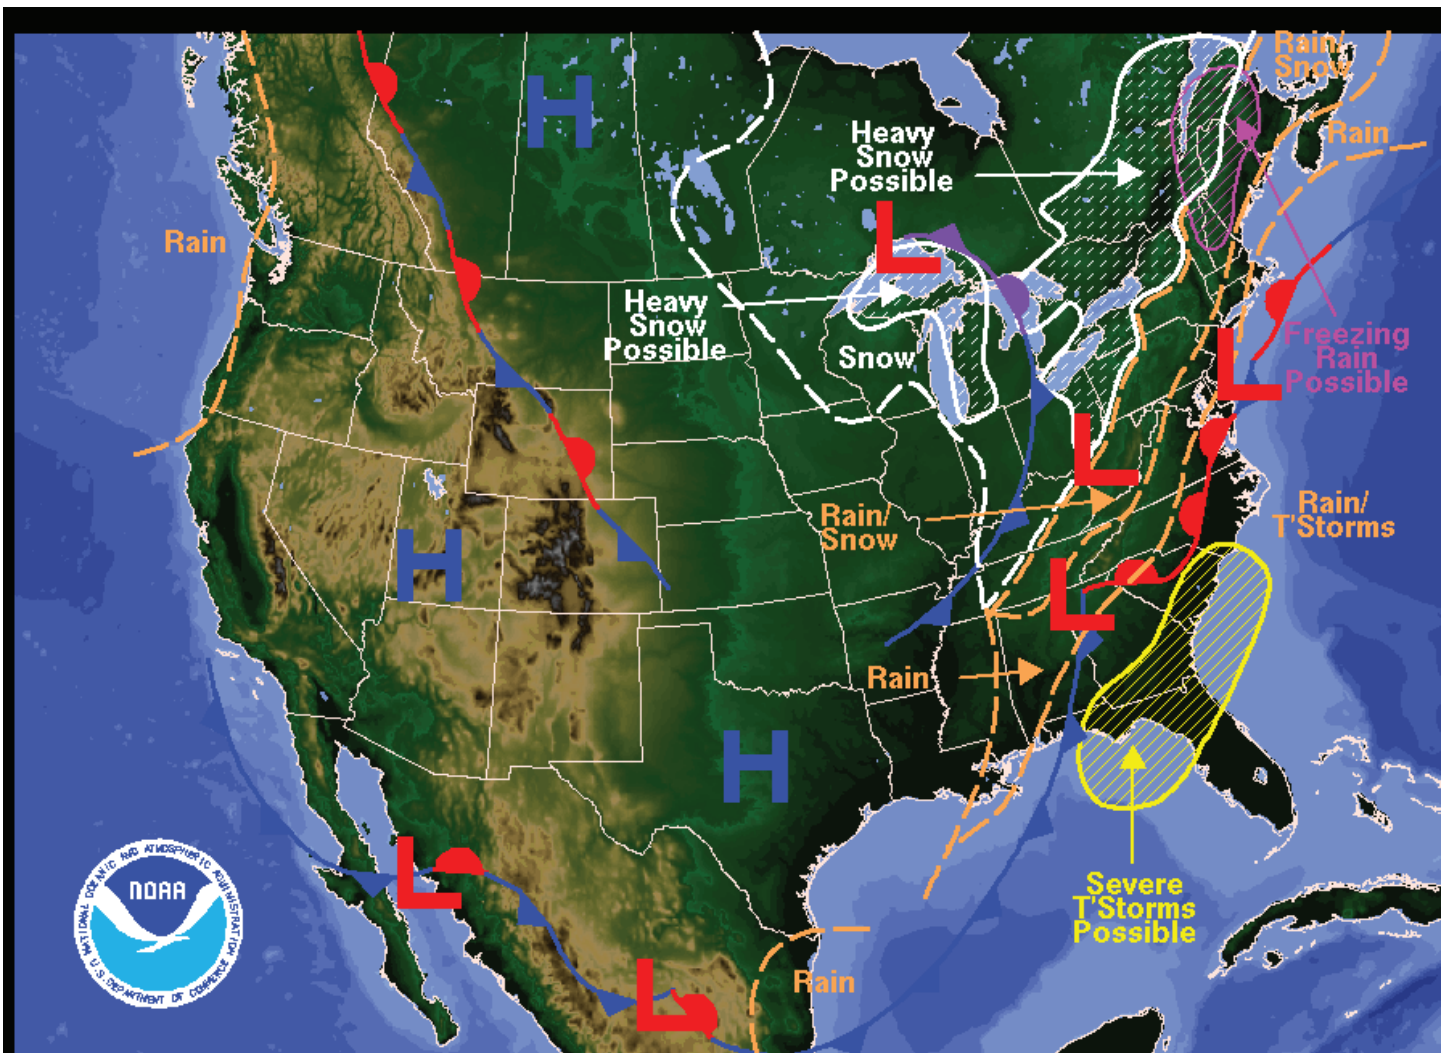 Rain/
Snow
Rain
H
Heavy
Snow
Possible
L
Rain
Heavy
Snow
Possible
Snow
Freezing
Rain
Possible
L
L
Rain/
Snow
Rain/
T'Storms
H
L
Rain
H
L
Severe
T'Storms
Possible
L
Rain
NATIONAL OCEANIC AND ATMOSPHERIC ADMINISTRATION
NOAA
U.S. DEPARTMENT OF COMMERCE